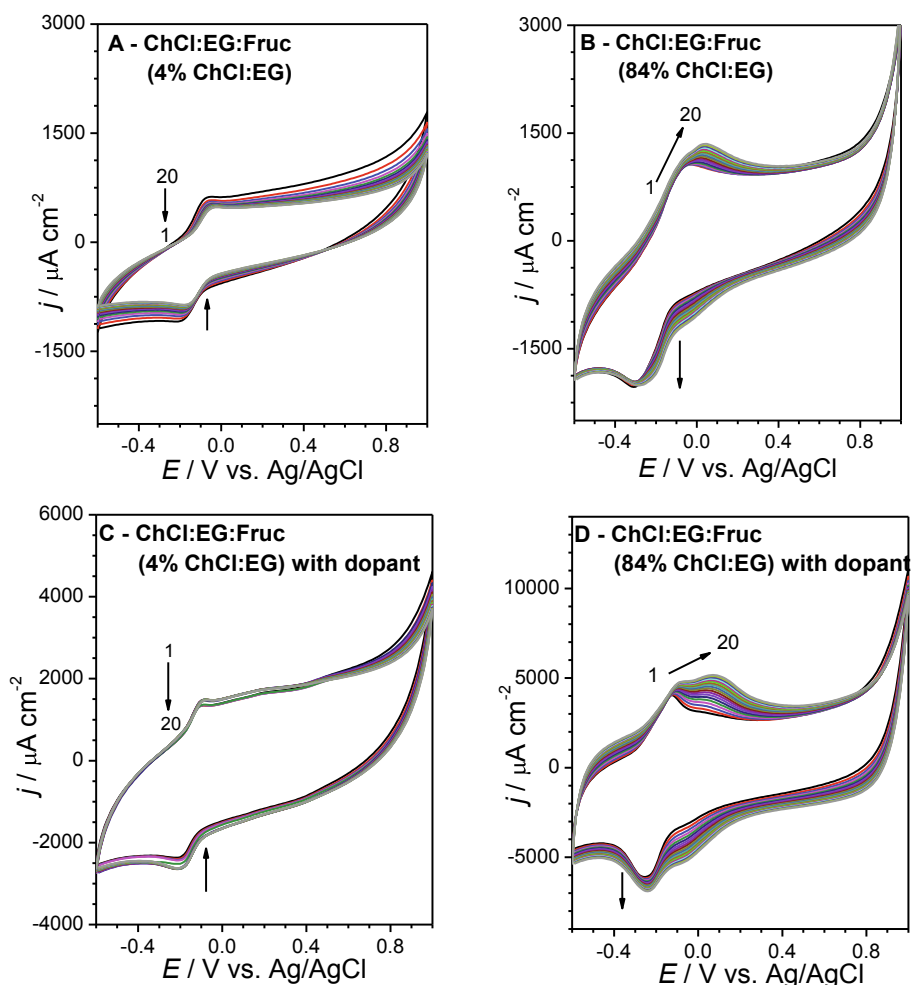 A - ChCl:EG:Fruc
(4% ChCl:EG)
3000
1500
0
-1500
j / μA cm⁻²
20
1
-0.4
0.0
0.4
0.8
E / V vs. Ag/AgCl
B - ChCl:EG:Fruc
(84% ChCl:EG)
3000
1500
0
-1500
j / μA cm⁻²
20
1
-0.4
0.0
0.4
0.8
E / V vs. Ag/AgCl
C - ChCl:EG:Fruc
(4% ChCl:EG) with dopant
6000
4000
2000
0
-2000
-4000
j / μA cm⁻²
1
20
-0.4
0.0
0.4
0.8
E / V vs. Ag/AgCl
D - ChCl:EG:Fruc
(84% ChCl:EG) with dopant
10000
5000
0
-5000
j / μA cm⁻²
1
20
-0.4
0.0
0.4
0.8
E / V vs. Ag/AgCl